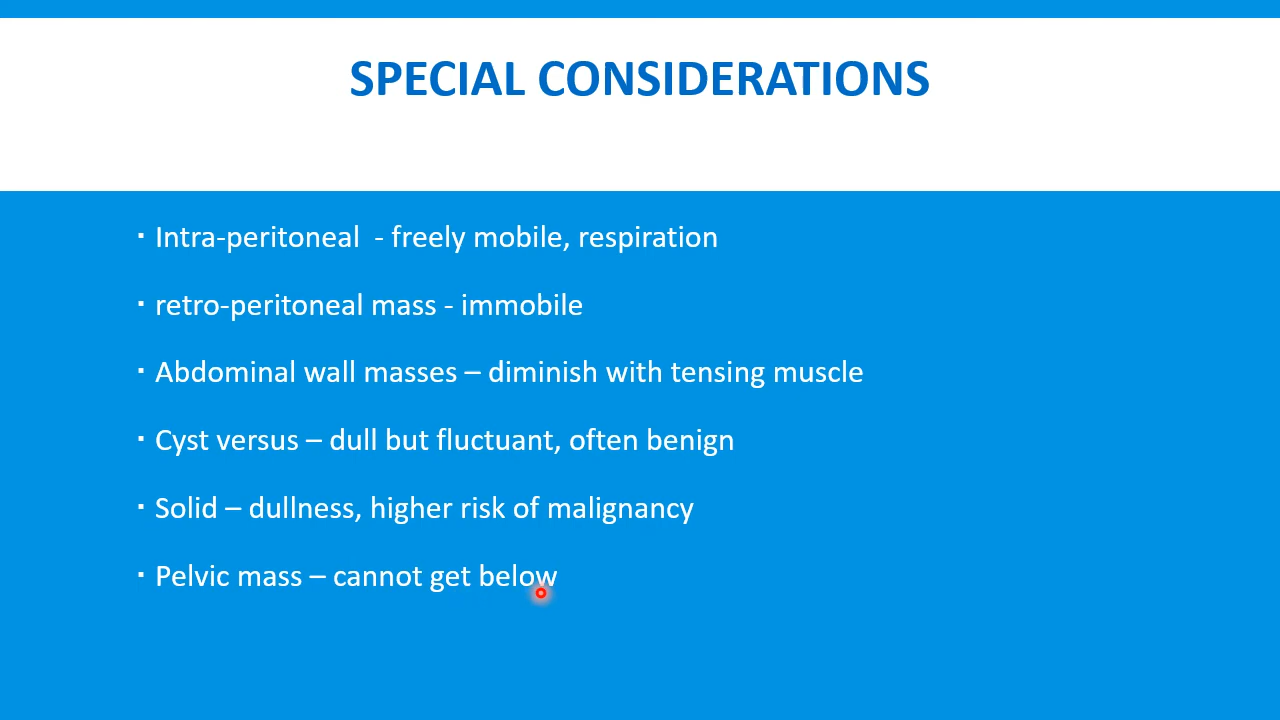 SPECIAL CONSIDERATIONS
▪ Intra-peritoneal  - freely mobile, respiration
▪ retro-peritoneal mass - immobile
▪ Abdominal wall masses – diminish with tensing muscle
▪ Cyst versus – dull but fluctuant, often benign
▪ Solid – dullness, higher risk of malignancy
▪ Pelvic mass – cannot get below